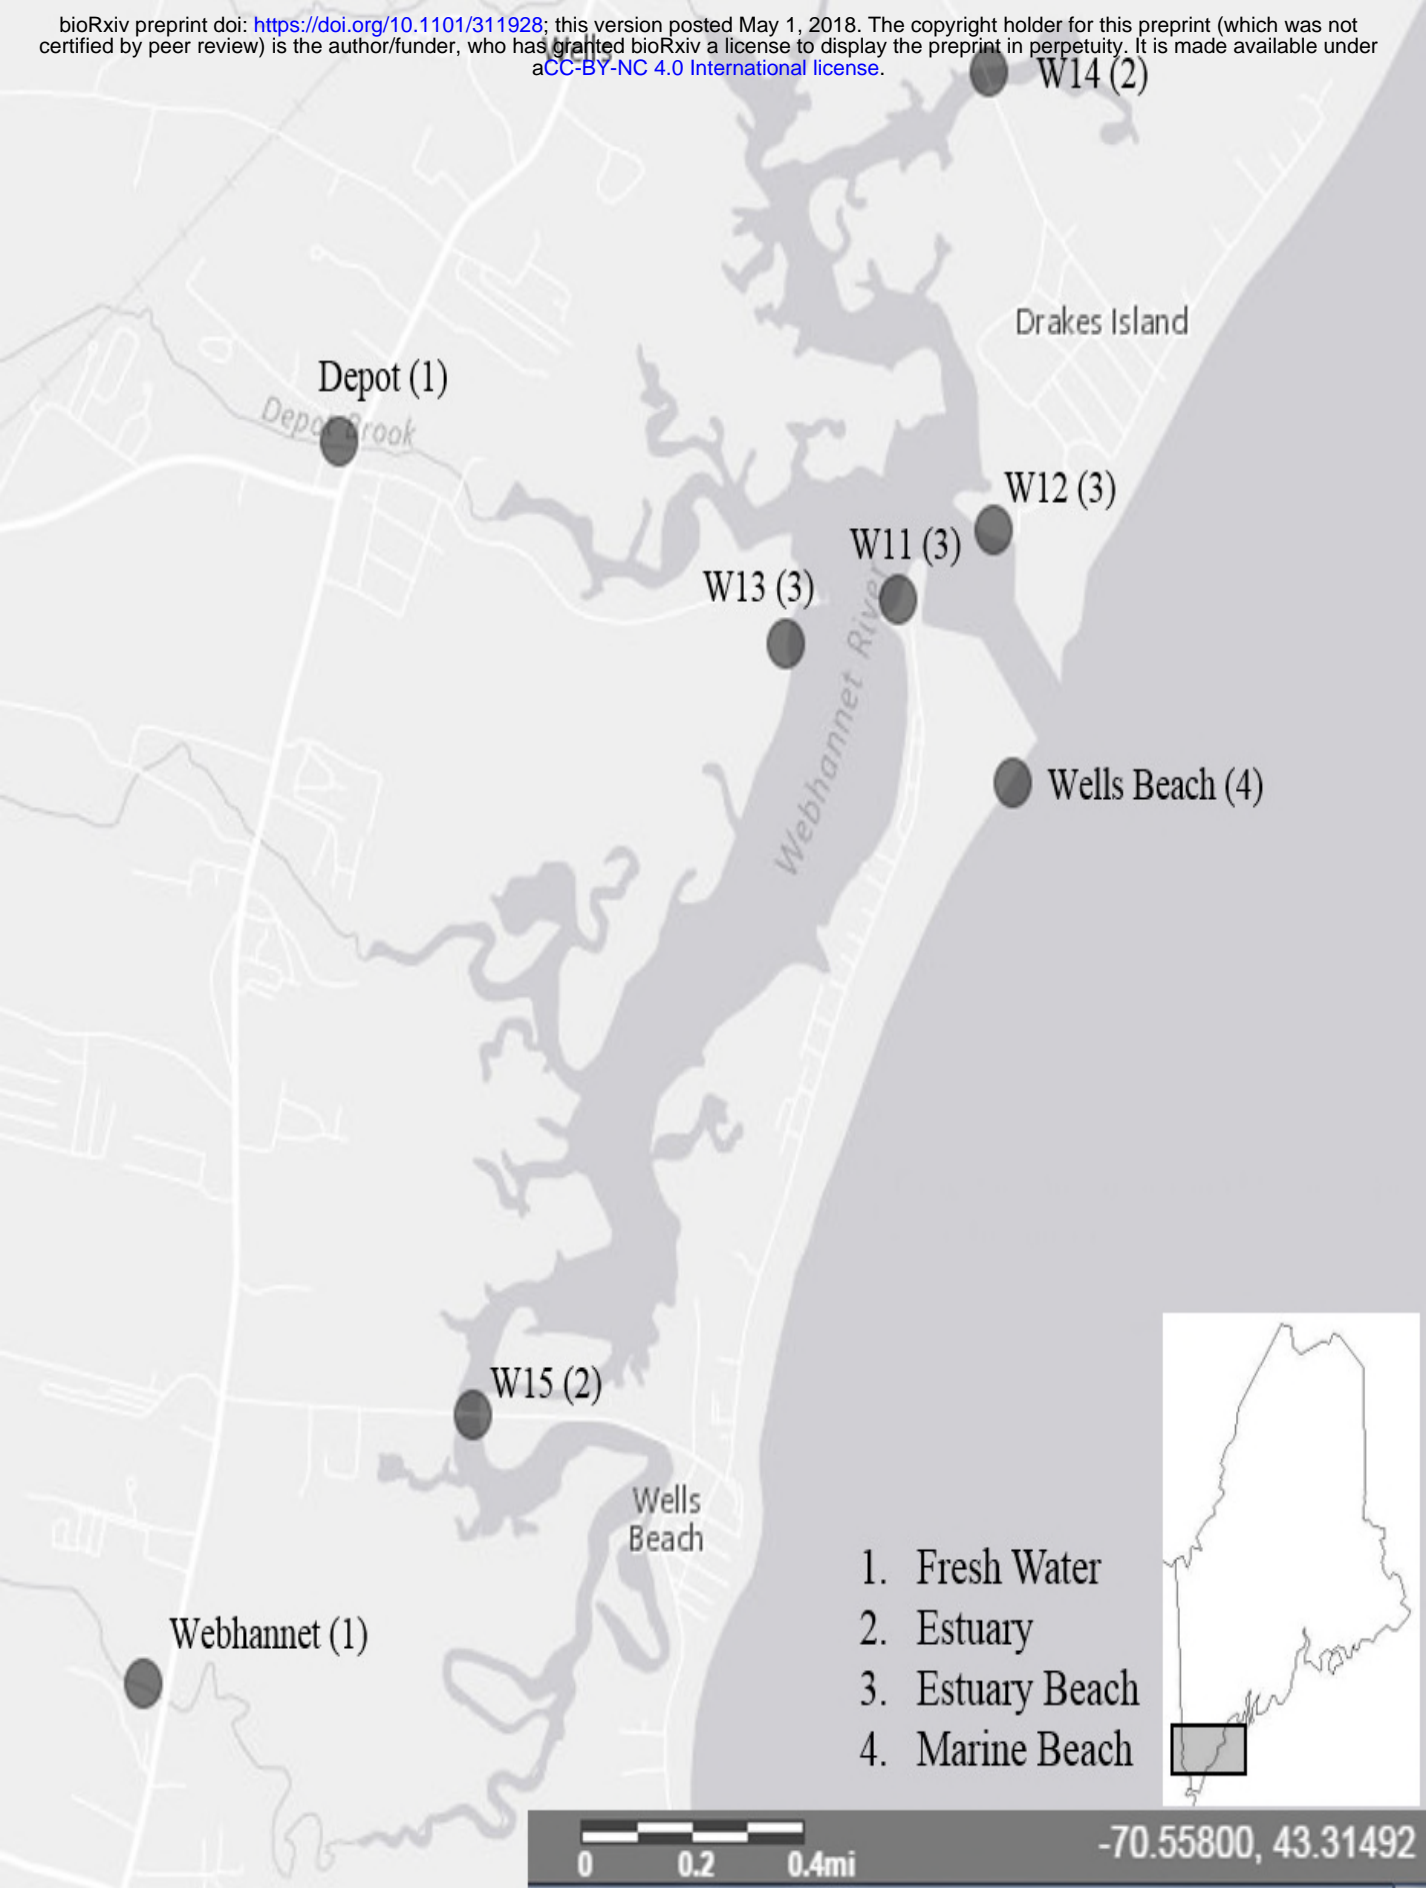 bioRxiv preprint doi: https://doi.org/10.1101/311928; this version posted May 1, 2018. The copyright holder for this preprint (which was not
certified by peer review) is the author/funder, who has granted bioRxiv a license to display the preprint in perpetuity. It is made available under
aCC-BY-NC 4.0 International license.
Wells
W14 (2)
Drakes Island
Depot (1)
Depot Brook
W12 (3)
W11 (3)
W13 (3)
Webhannet River
Wells Beach (4)
W15 (2)
Wells
Beach
Webhannet (1)
1. Fresh Water
2. Estuary
3. Estuary Beach
4. Marine Beach
0 0.2 0.4mi
-70.55800, 43.31492